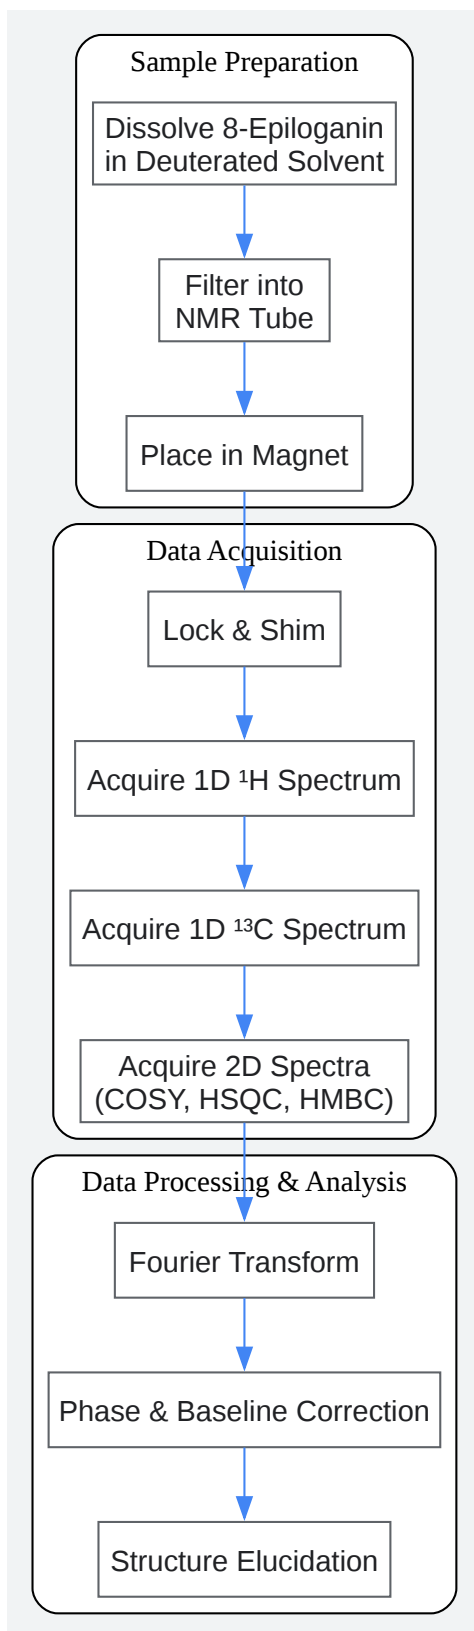 Sample Preparation
Dissolve 8-Epiloganin
in Deuterated Solvent
Filter into
NMR Tube
Place in Magnet
Data Acquisition
Lock & Shim
Acquire 1D ¹H Spectrum
Acquire 1D ¹³C Spectrum
Acquire 2D Spectra
(COSY, HSQC, HMBC)
Data Processing & Analysis
Fourier Transform
Phase & Baseline Correction
Structure Elucidation